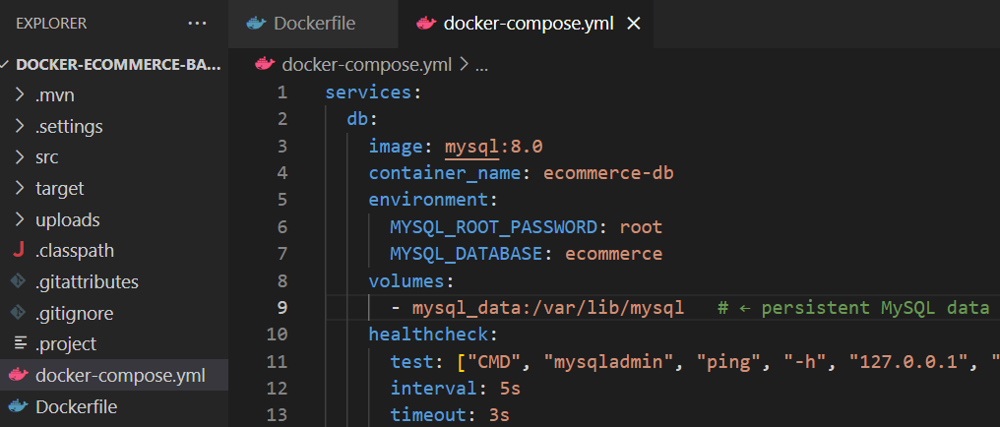 EXPLORER ...
DOCKER-ECOMMERCE-BA...
.mvn
.settings
src
target
uploads
.classpath
.gitattributes
.gitignore
.project
docker-compose.yml
Dockerfile
Dockerfile docker-compose.yml
docker-compose.yml > ...
1 services:
2 db:
3 image: mysql:8.0
4 container_name: ecommerce-db
5 environment:
6 MYSQL_ROOT_PASSWORD: root
7 MYSQL_DATABASE: ecommerce
8 volumes:
9 - mysql_data:/var/lib/mysql # ← persistent MySQL data
10 healthcheck:
11 test: ["CMD", "mysqladmin", "ping", "-h", "127.0.0.1", "
12 interval: 5s
13 timeout: 3s